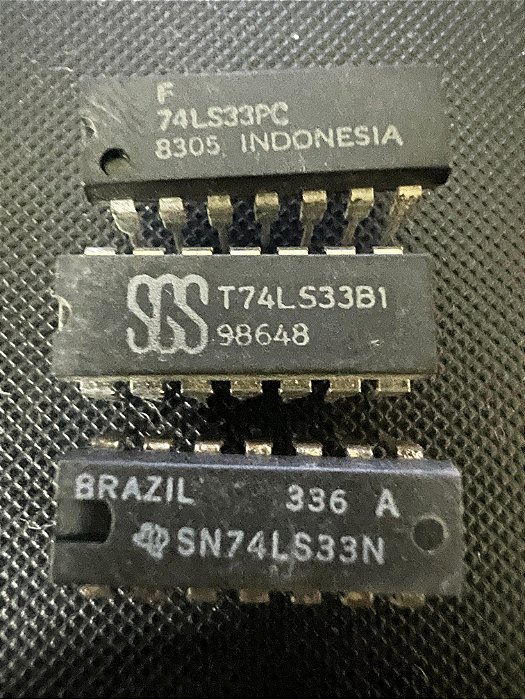 F
74LS33PC
8305 INDONESIA
SGS T74LS33B1
98648
BRAZIL 336 A
SN74LS33N